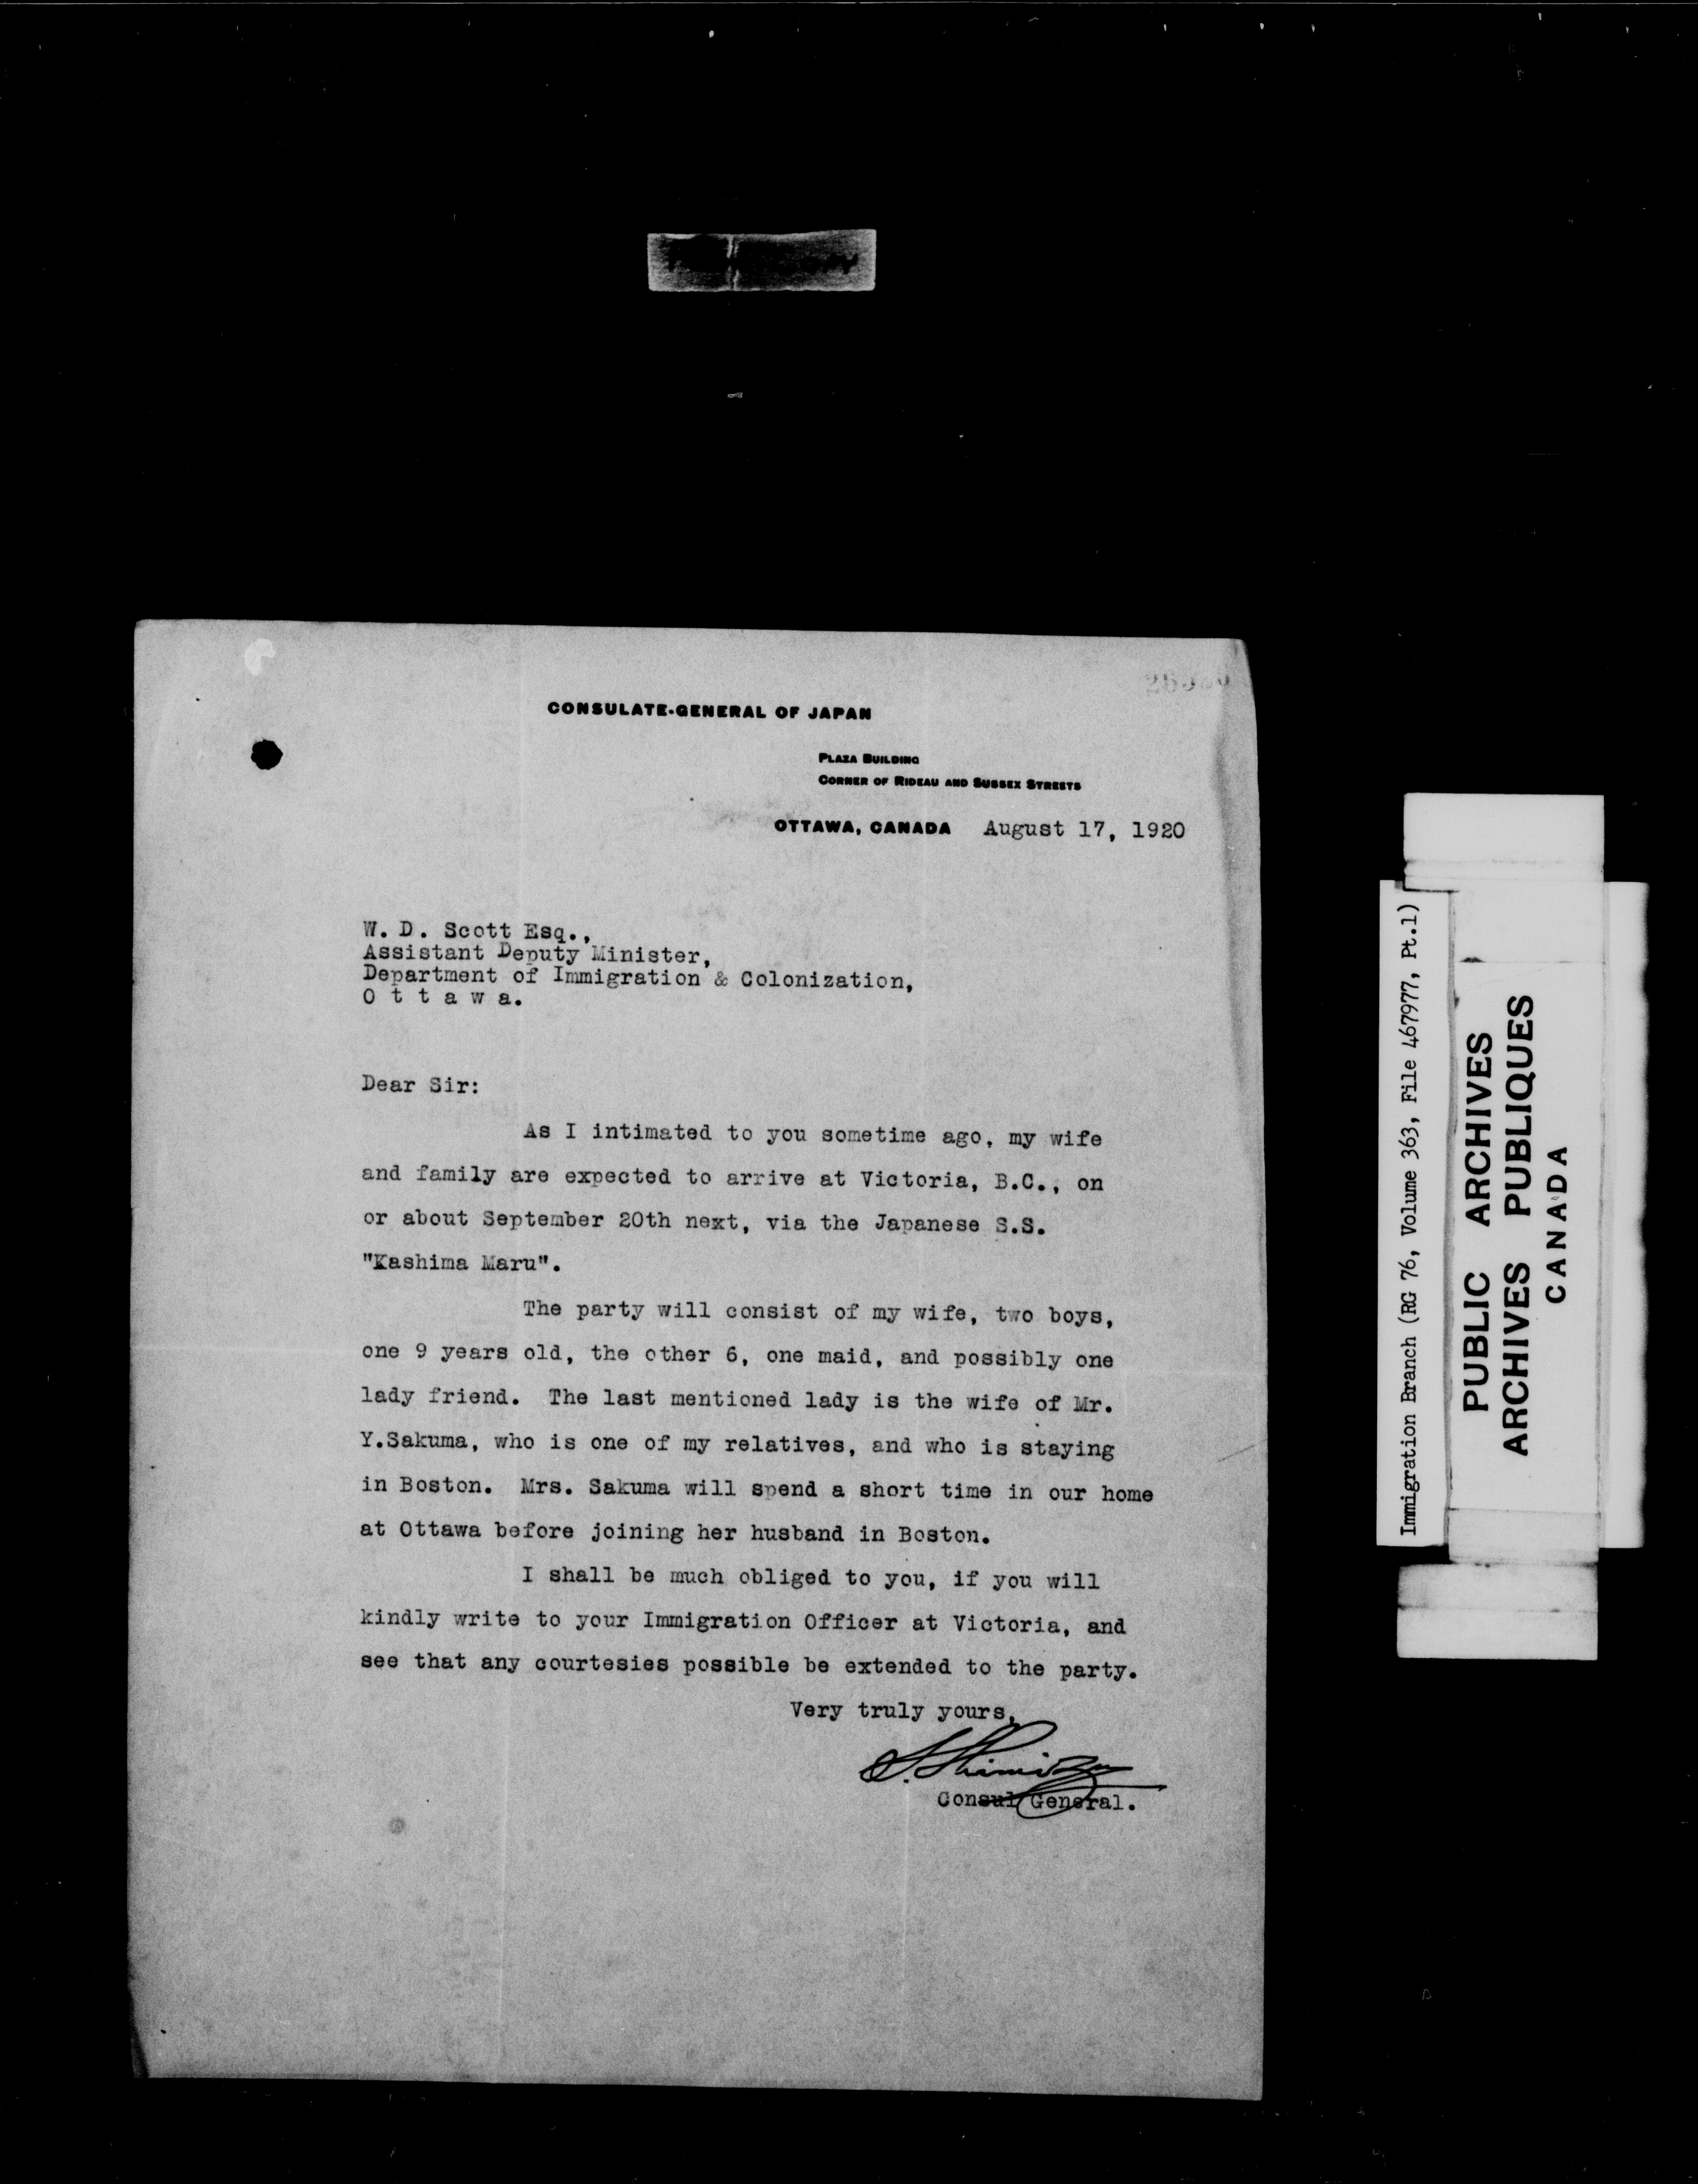 CONSULATE-GENERAL OF JAPAN
PLAZA BUILDING
CORNER OF RIDEAU AND SUSSEX STREETS
OTTAWA, CANADA August 17, 1920
W. D. Scott Esq.,
Assistant Deputy Minister,
Department of Immigration & Colonization,
O t t a w a.
Dear Sir:
As I intimated to you sometime ago, my wife
and family are expected to arrive at Victoria, B.C., on
or about September 20th next, via the Japanese S.S.
"Kashima Maru".
The party will consist of my wife, two boys,
one 9 years old, the other 6, one maid, and possibly one
lady friend. The last mentioned lady is the wife of Mr.
Y.Sakuma, who is one of my relatives, and who is staying
in Boston. Mrs. Sakuma will spend a short time in our home
at Ottawa before joining her husband in Boston.
I shall be much obliged to you, if you will
kindly write to your Immigration Officer at Victoria, and
see that any courtesies possible be extended to the party.
Very truly yours,
S. Shimizu
Consul General.
Immigration Branch (RG 76, Volume 363, File 467977, Pt.1)
PUBLIC ARCHIVES
ARCHIVES PUBLIQUES
CANADA